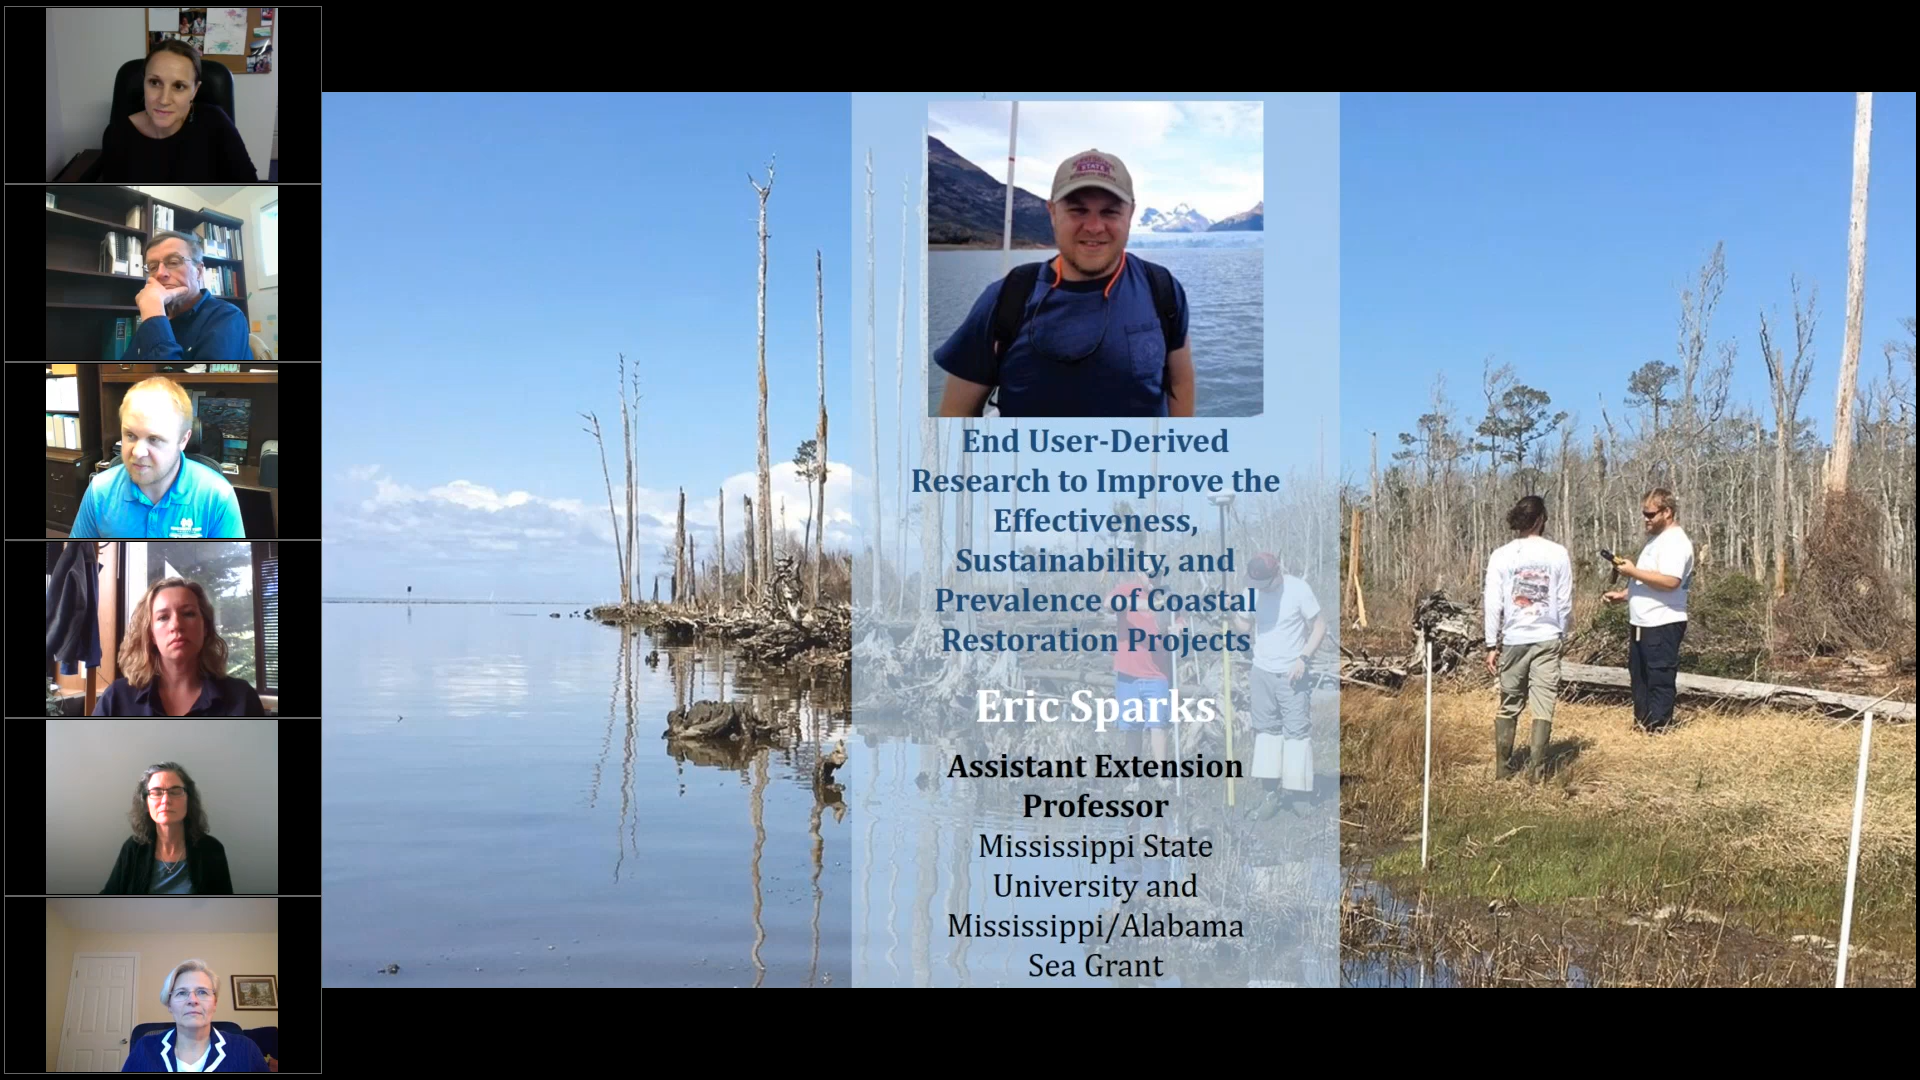 STATE
End User-Derived
Research to Improve the
Effectiveness,
Sustainability, and
Prevalence of Coastal
Restoration Projects
Eric Sparks
Assistant Extension
Professor
Mississippi State
University and
Mississippi/Alabama
Sea Grant